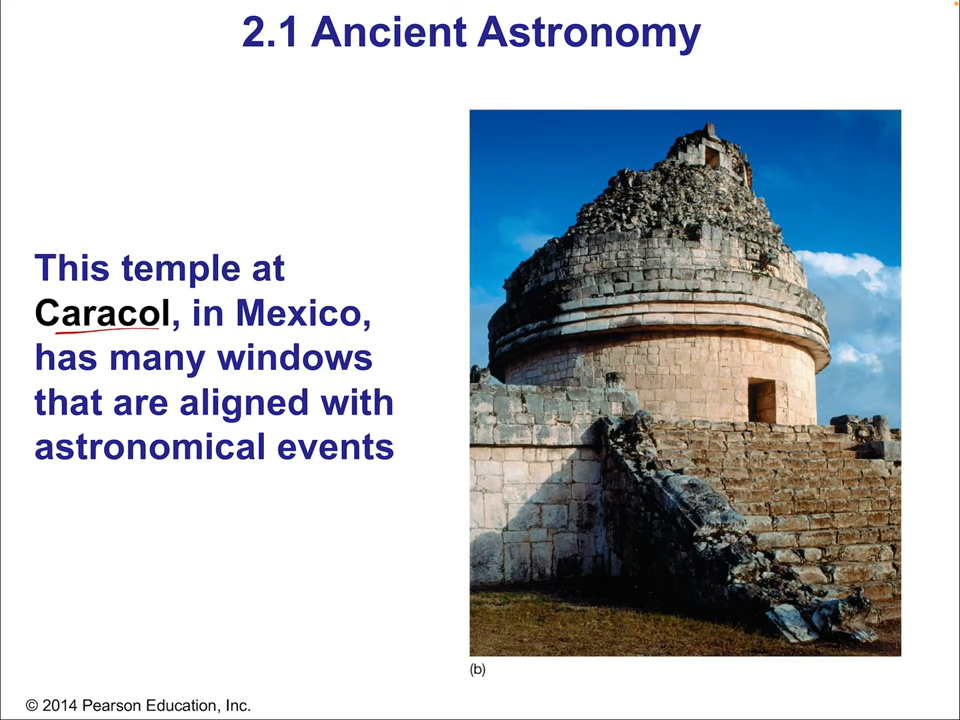 2.1 Ancient Astronomy
This temple at
Caracol, in Mexico,
has many windows
that are aligned with
astronomical events
(b)
© 2014 Pearson Education, Inc.